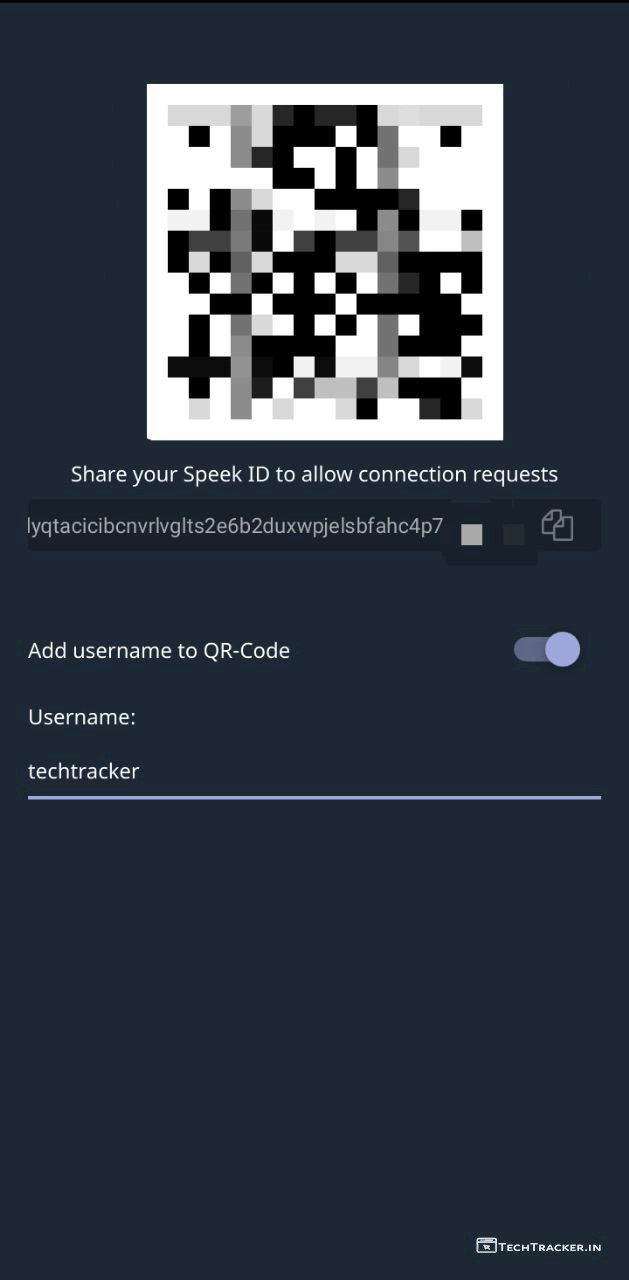 Share your Speek ID to allow connection requests
lyqtacicibcnvrlvglts2e6b2duxwpjelsbfahc4p7
Add username to QR-Code
Username:
techtracker
TECHTRACKER.IN